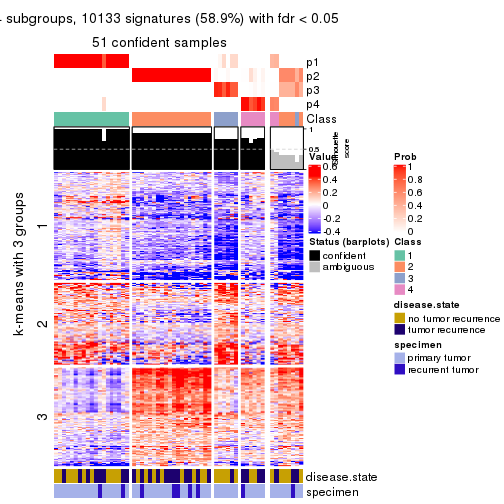 subgroups, 10133 signatures (58.9%) with fdr < 0.05
51 confident samples
p1
p2
p3
p4
Class
1
0.5
Silhouette
score
k-means with 3 groups
1
2
3
Value
0.6
0.4
0.2
0
-0.2
-0.4
Prob
1
0.8
0.6
0.4
0.2
0
Status (barplots)
confident
ambiguous
Class
1
2
3
4
disease.state
no tumor recurrence
tumor recurrence
specimen
primary tumor
recurrent tumor
disease.state
specimen